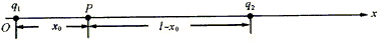 q₁ P q₂ x
O x₀ l-x₀